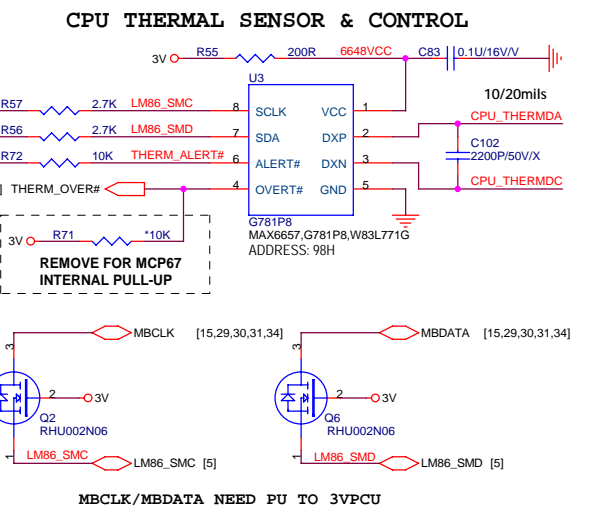 CPU THERMAL SENSOR & CONTROL
3V R55 200R 6648VCC C83 0.1U/16V/V
U3
10/20mils
R57 2.7K LM86_SMC 8 SCLK VCC 1
CPU_THERMDA
R56 2.7K LM86_SMD 7 SDA DXP 2
C102
2200P/50V/X
R72 10K THERM_ALERT# 6 ALERT# DXN 3
CPU_THERMDC
] THERM_OVER# 4 OVERT# GND 5
G781P8
MAX6657,G781P8,W83L771G
ADDRESS: 98H
3V R71 *10K
REMOVE FOR MCP67
INTERNAL PULL-UP
MBCLK [15,29,30,31,34]
MBDATA [15,29,30,31,34]
3
3
2 3V
2 3V
Q2
RHU002N06
Q6
RHU002N06
1
1
LM86_SMC LM86_SMC [5]
LM86_SMD LM86_SMD [5]
MBCLK/MBDATA NEED PU TO 3VPCU